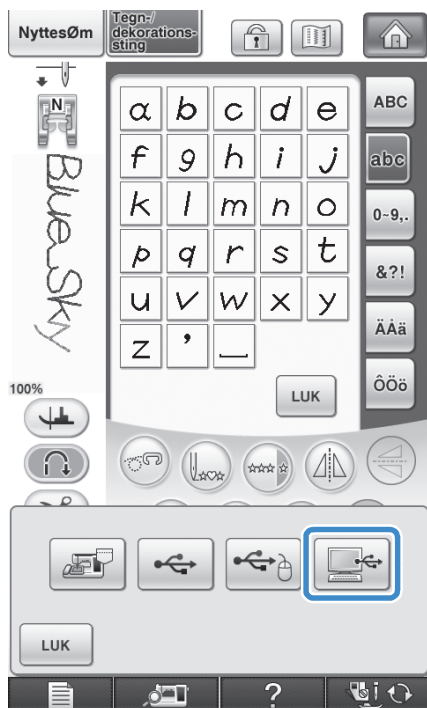 NyttesØm
Tegn-/
dekorations-
sting
N
Blue_Sky
100%
a b c d e
f g h i j
k l m n o
p q r s t
u v w x y
z ' _
LUK
ABC
abc
0~9,.
&?!
ÄÅä
ÔÖö
LUK
?